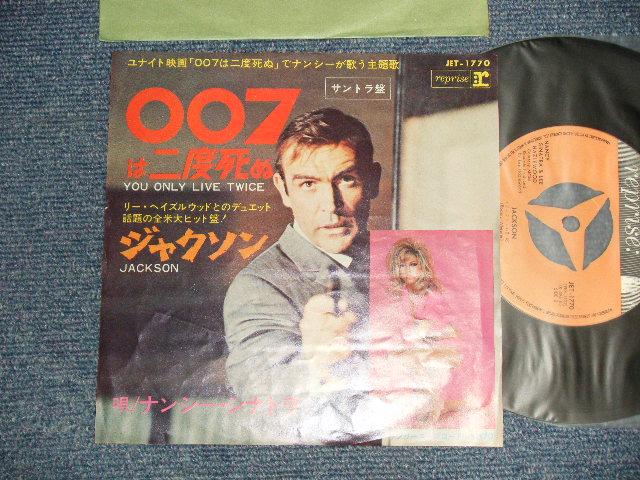 ユナイト映画「007は二度死ぬ」でナンシーが歌う主題歌
JET-1770
reprise
サントラ盤
007
は二度死ぬ
YOU ONLY LIVE TWICE
リー・ヘイズルウッドとのデュエット
話題の全米大ヒット盤!
ジャクソン
JACKSON
唄/ナンシー・シナトラ
NANCY
SINATRA & LEE
HAZLEWOOD
JACKSON
JET-1770